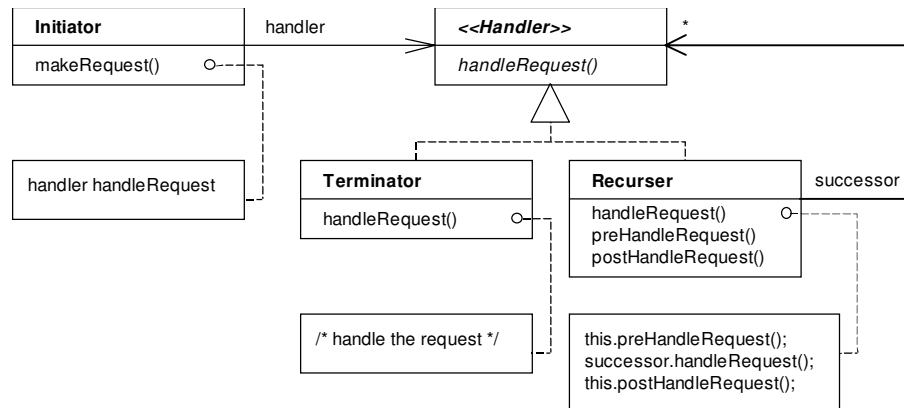 Initiator
handler
<<Handler>>
*
makeRequest()
handleRequest()
handler handleRequest
Terminator
Recurser
successor
handleRequest()
handleRequest()
preHandleRequest()
postHandleRequest()
/* handle the request */
this.preHandleRequest();
successor.handleRequest();
this.postHandleRequest();